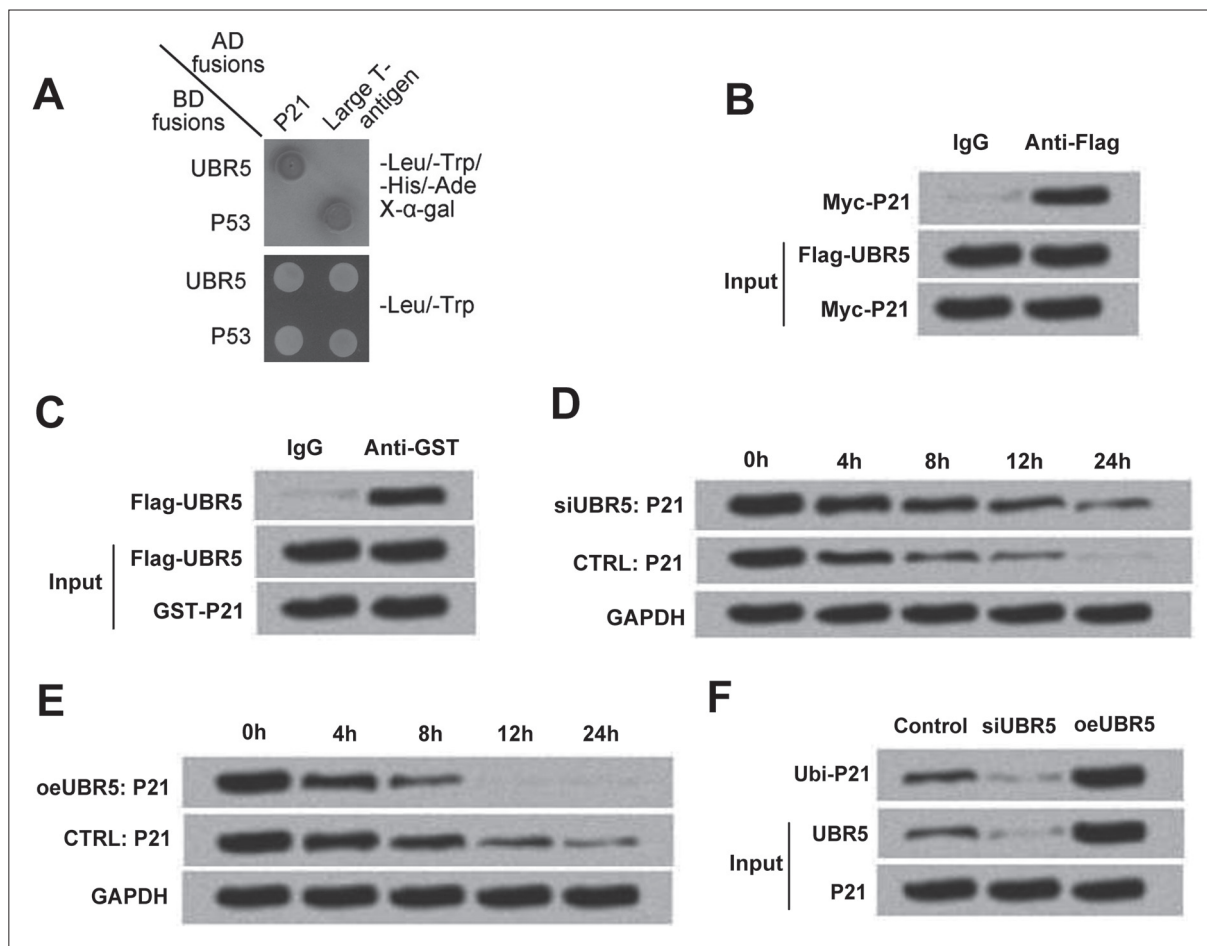 A
AD
fusions
BD
fusions
P21
Large T-
antigen
UBR5
P53
-Leu/-Trp/
-His/-Ade
X-α-gal
UBR5
P53
-Leu/-Trp
B
IgG Anti-Flag
Myc-P21
Input
Flag-UBR5
Myc-P21
C
IgG Anti-GST
Flag-UBR5
Input
Flag-UBR5
GST-P21
D
0h 4h 8h 12h 24h
siUBR5: P21
CTRL: P21
GAPDH
E
0h 4h 8h 12h 24h
oeUBR5: P21
CTRL: P21
GAPDH
F
Control siUBR5 oeUBR5
Ubi-P21
Input
UBR5
P21